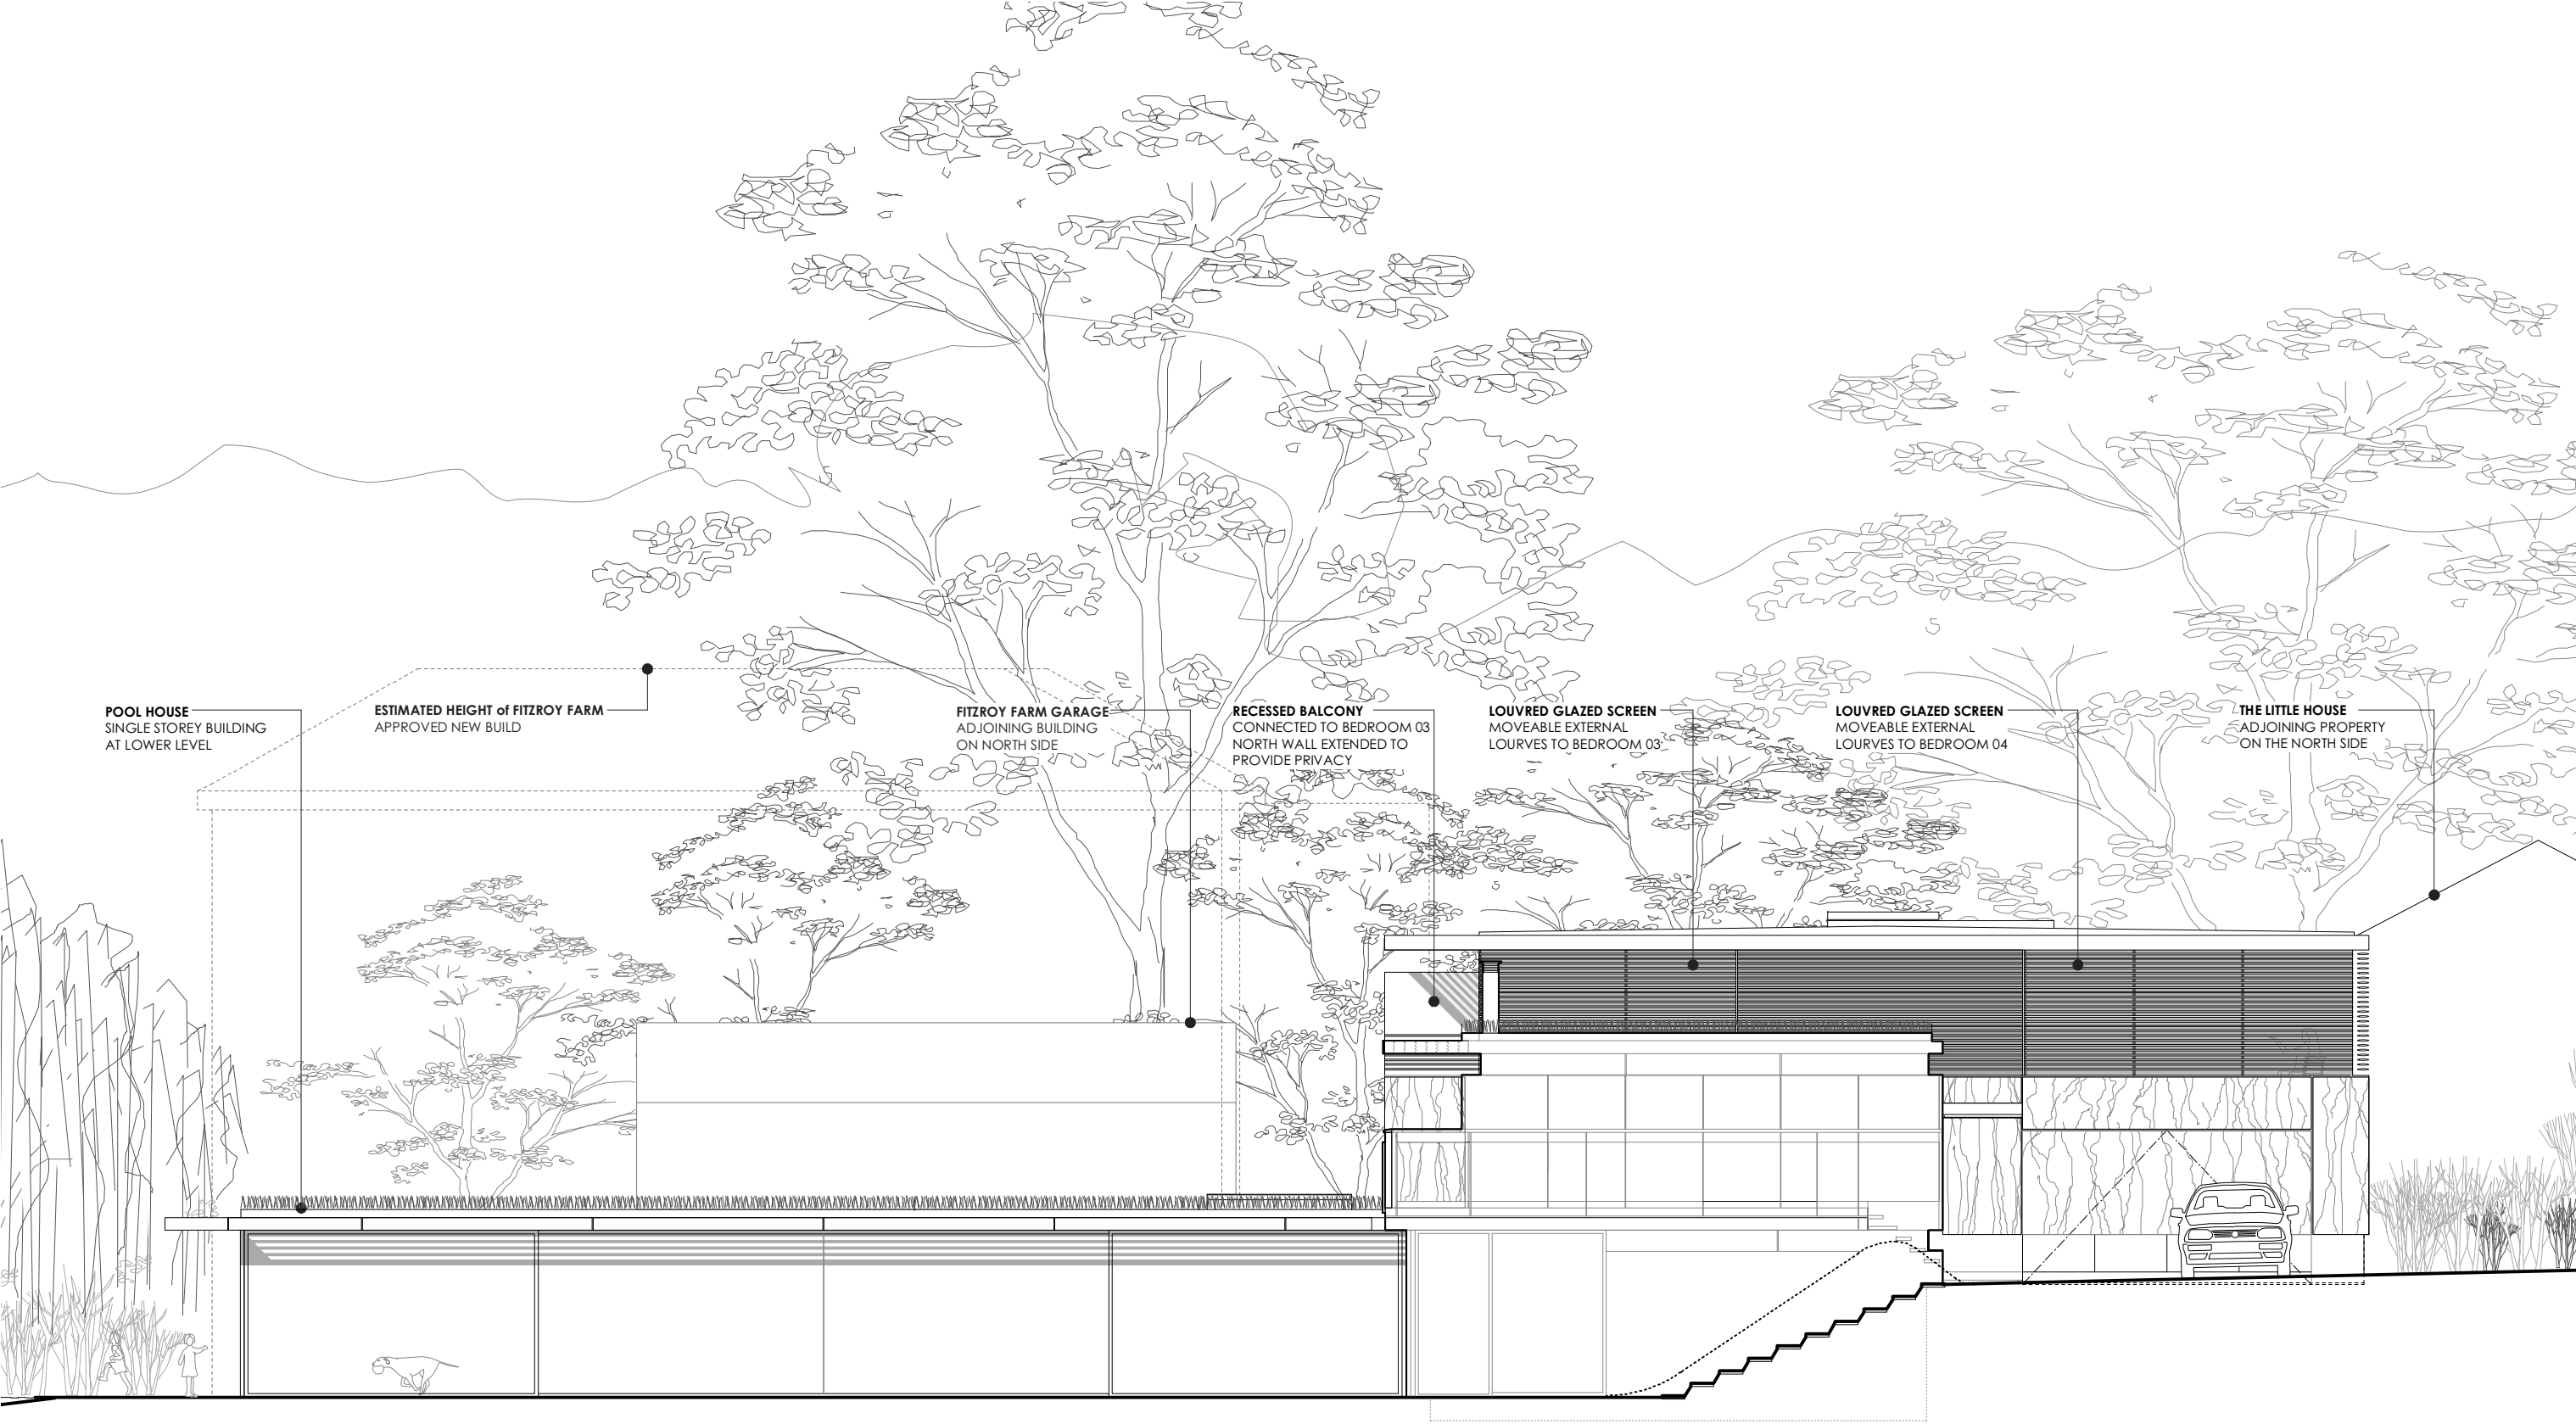 POOL HOUSE
SINGLE STOREY BUILDING
AT LOWER LEVEL
ESTIMATED HEIGHT of FITZROY FARM
APPROVED NEW BUILD
FITZROY FARM GARAGE
ADJOINING BUILDING
ON NORTH SIDE
RECESSED BALCONY
CONNECTED TO BEDROOM 03
NORTH WALL EXTENDED TO
PROVIDE PRIVACY
LOUVRED GLAZED SCREEN
MOVEABLE EXTERNAL
LOURVES TO BEDROOM 03
LOUVRED GLAZED SCREEN
MOVEABLE EXTERNAL
LOURVES TO BEDROOM 04
THE LITTLE HOUSE
ADJOINING PROPERTY
ON THE NORTH SIDE